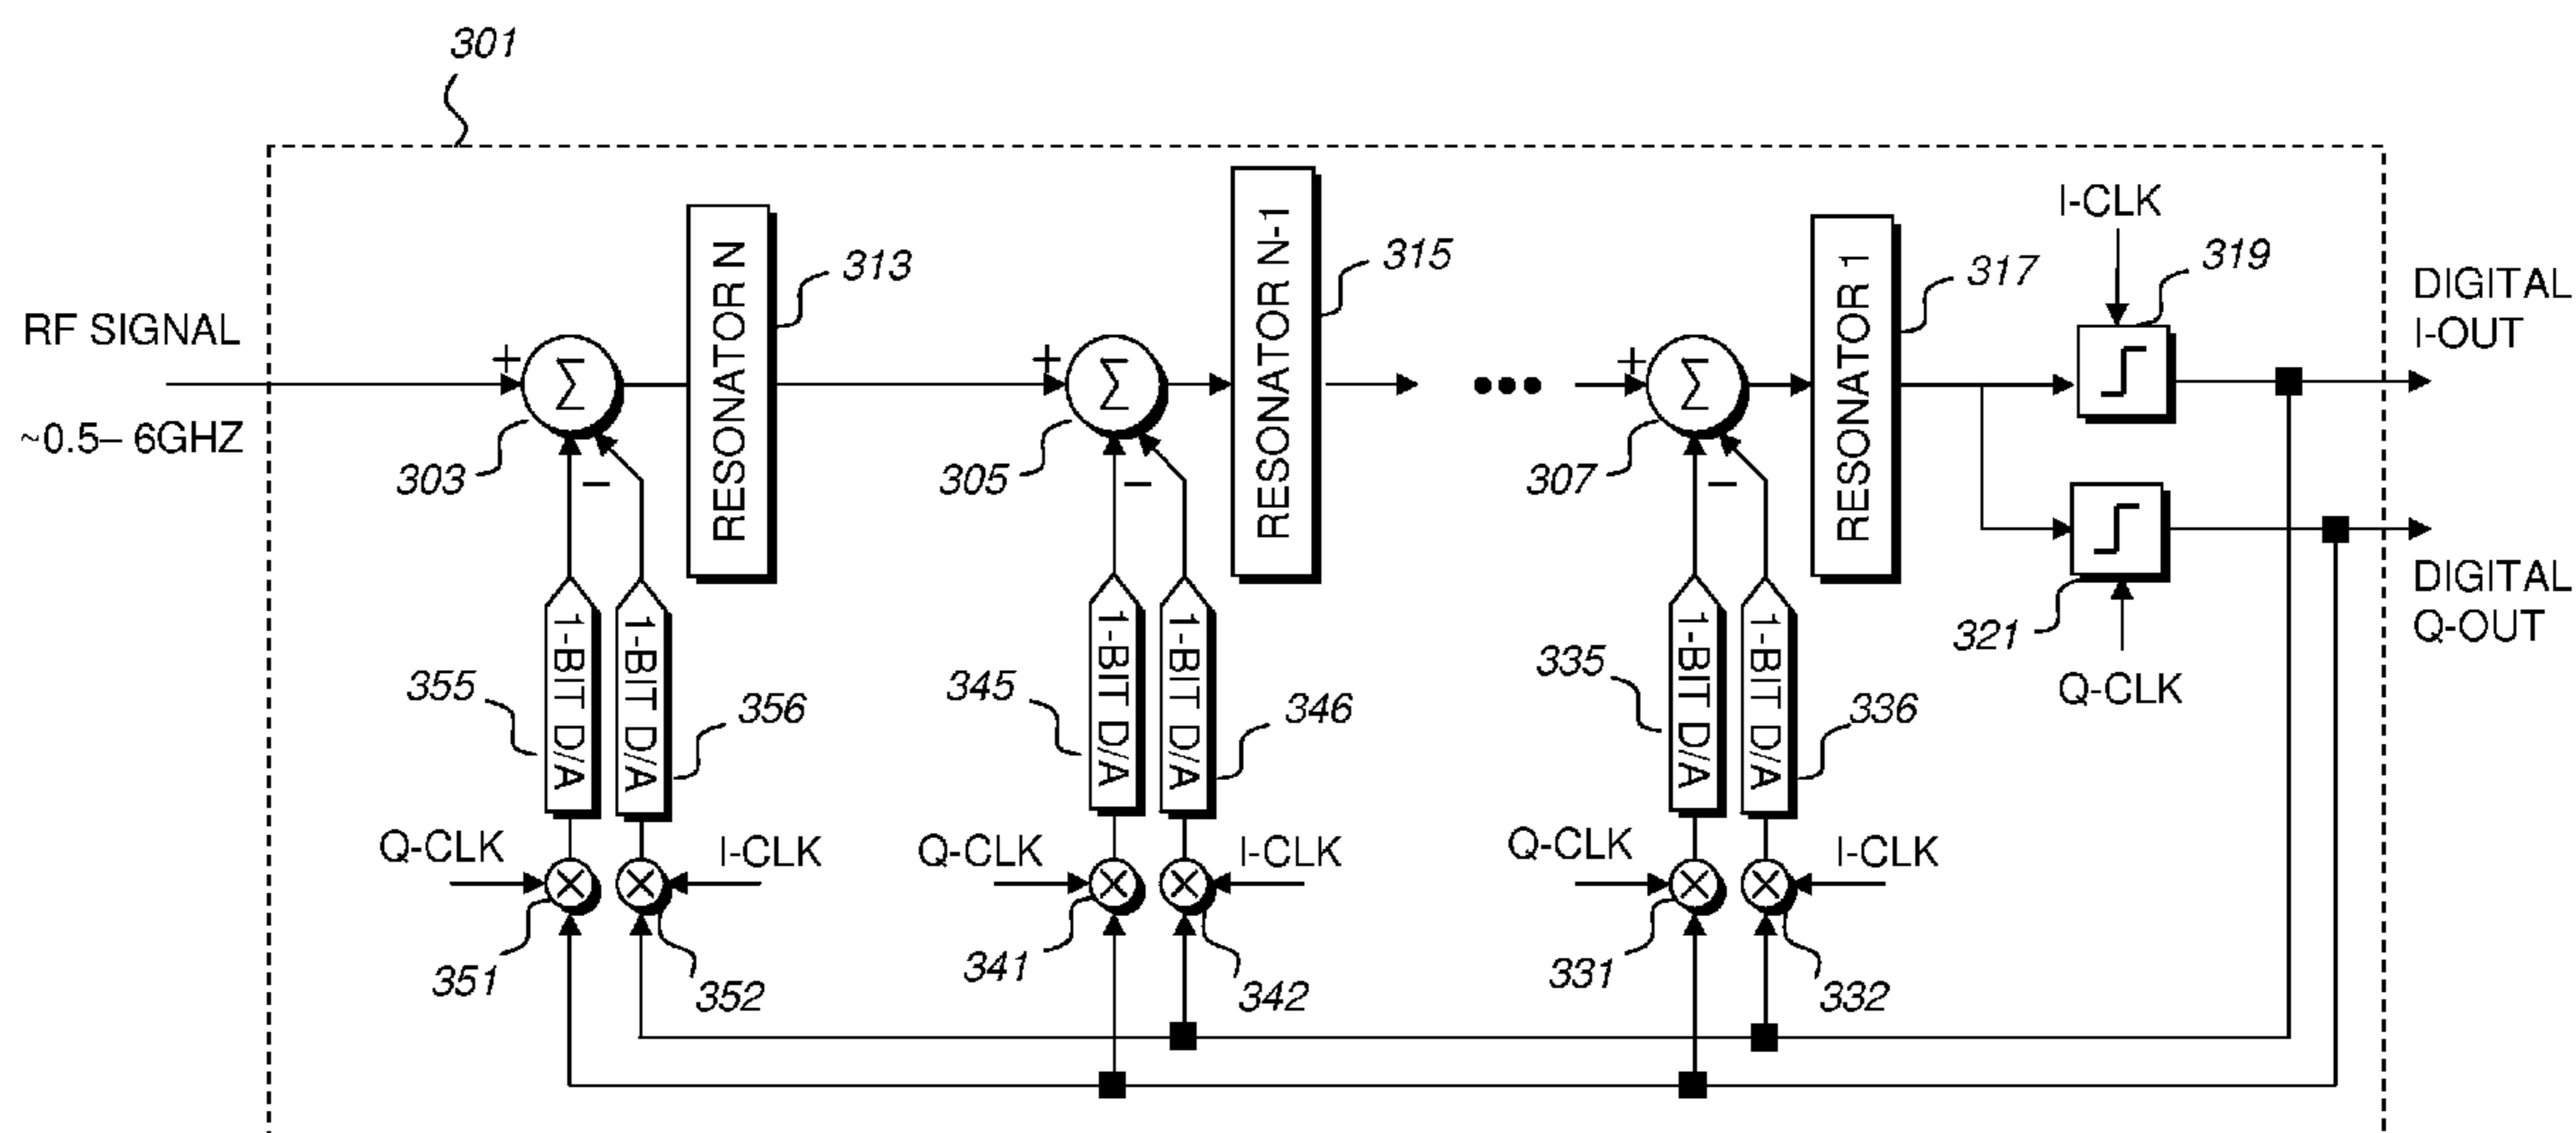 301
I-CLK
319
DIGITAL
I-OUT
RF SIGNAL
~0.5– 6GHZ
+
Σ
303
–
RESONATOR N
313
+
Σ
305
–
RESONATOR N-1
315
+
Σ
307
–
RESONATOR 1
317
321
Q-CLK
DIGITAL
Q-OUT
355
1-BIT D/A
1-BIT D/A
356
345
1-BIT D/A
1-BIT D/A
346
335
1-BIT D/A
1-BIT D/A
336
Q-CLK
I-CLK
Q-CLK
I-CLK
Q-CLK
I-CLK
351
352
341
342
331
332